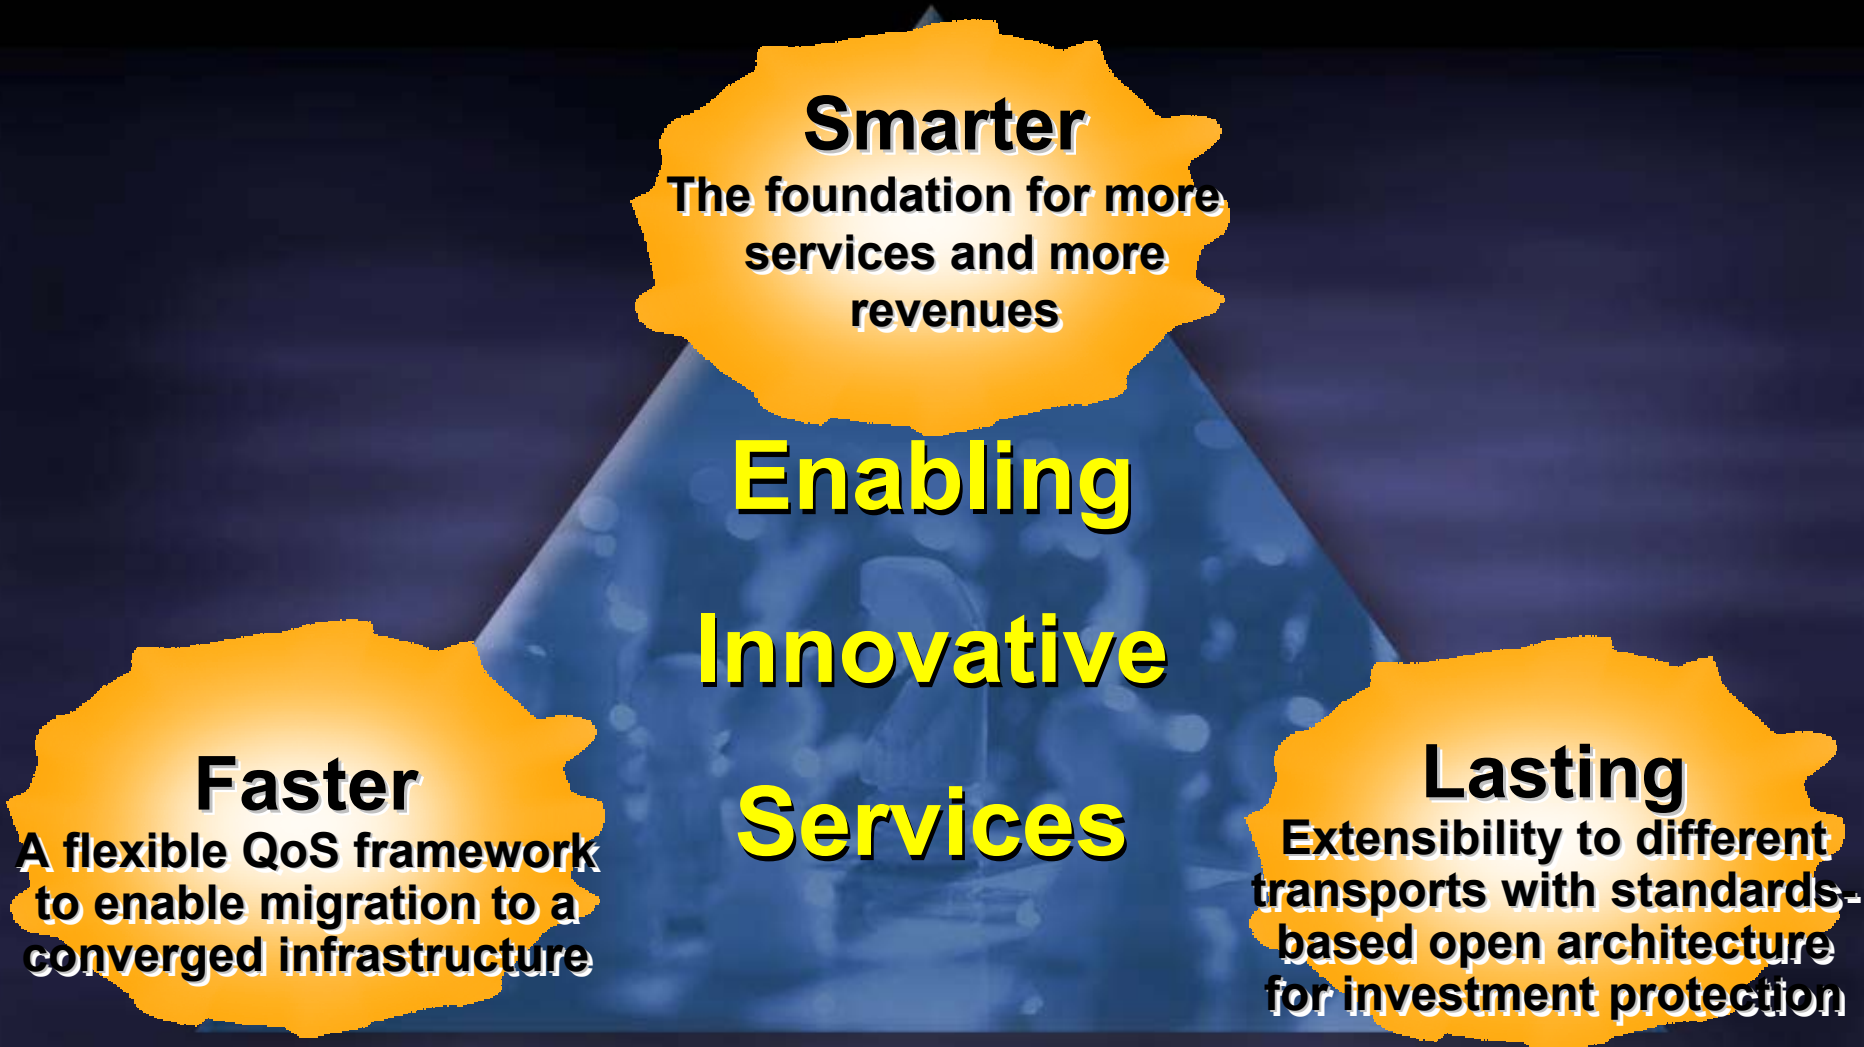 Smarter
The foundation for more
services and more
revenues
Enabling
Innovative
Services
Faster
A flexible QoS framework
to enable migration to a
converged infrastructure
Lasting
Extensibility to different
transports with standards-
based open architecture
for investment protection